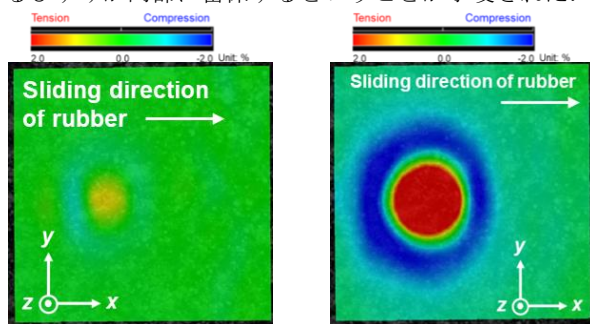 Tension Compression
2.0 0.0 -2.0 Unit: %
Sliding direction
of rubber
y
z x
Tension Compression
2.0 0.0 -2.0 Unit: %
Sliding direction of rubber
y
z x